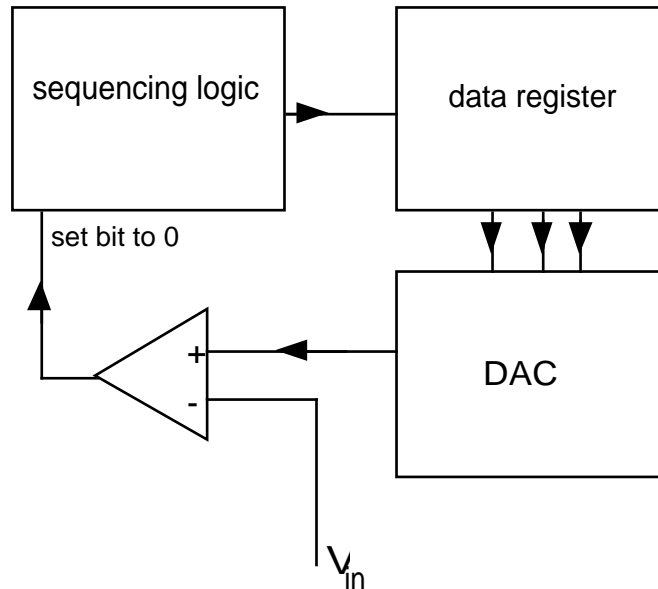 sequencing logic
data register
set bit to 0
+
-
DAC
Vin